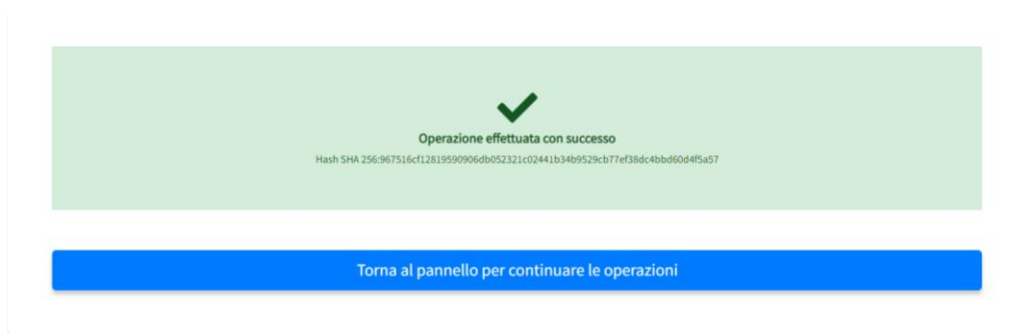 Operazione effettuata con successo
Hash SHA 256:967516cf12819590906db052321c02441b34b9529cb77ef38dc4bbd60d4f5a57
Torna al pannello per continuare le operazioni